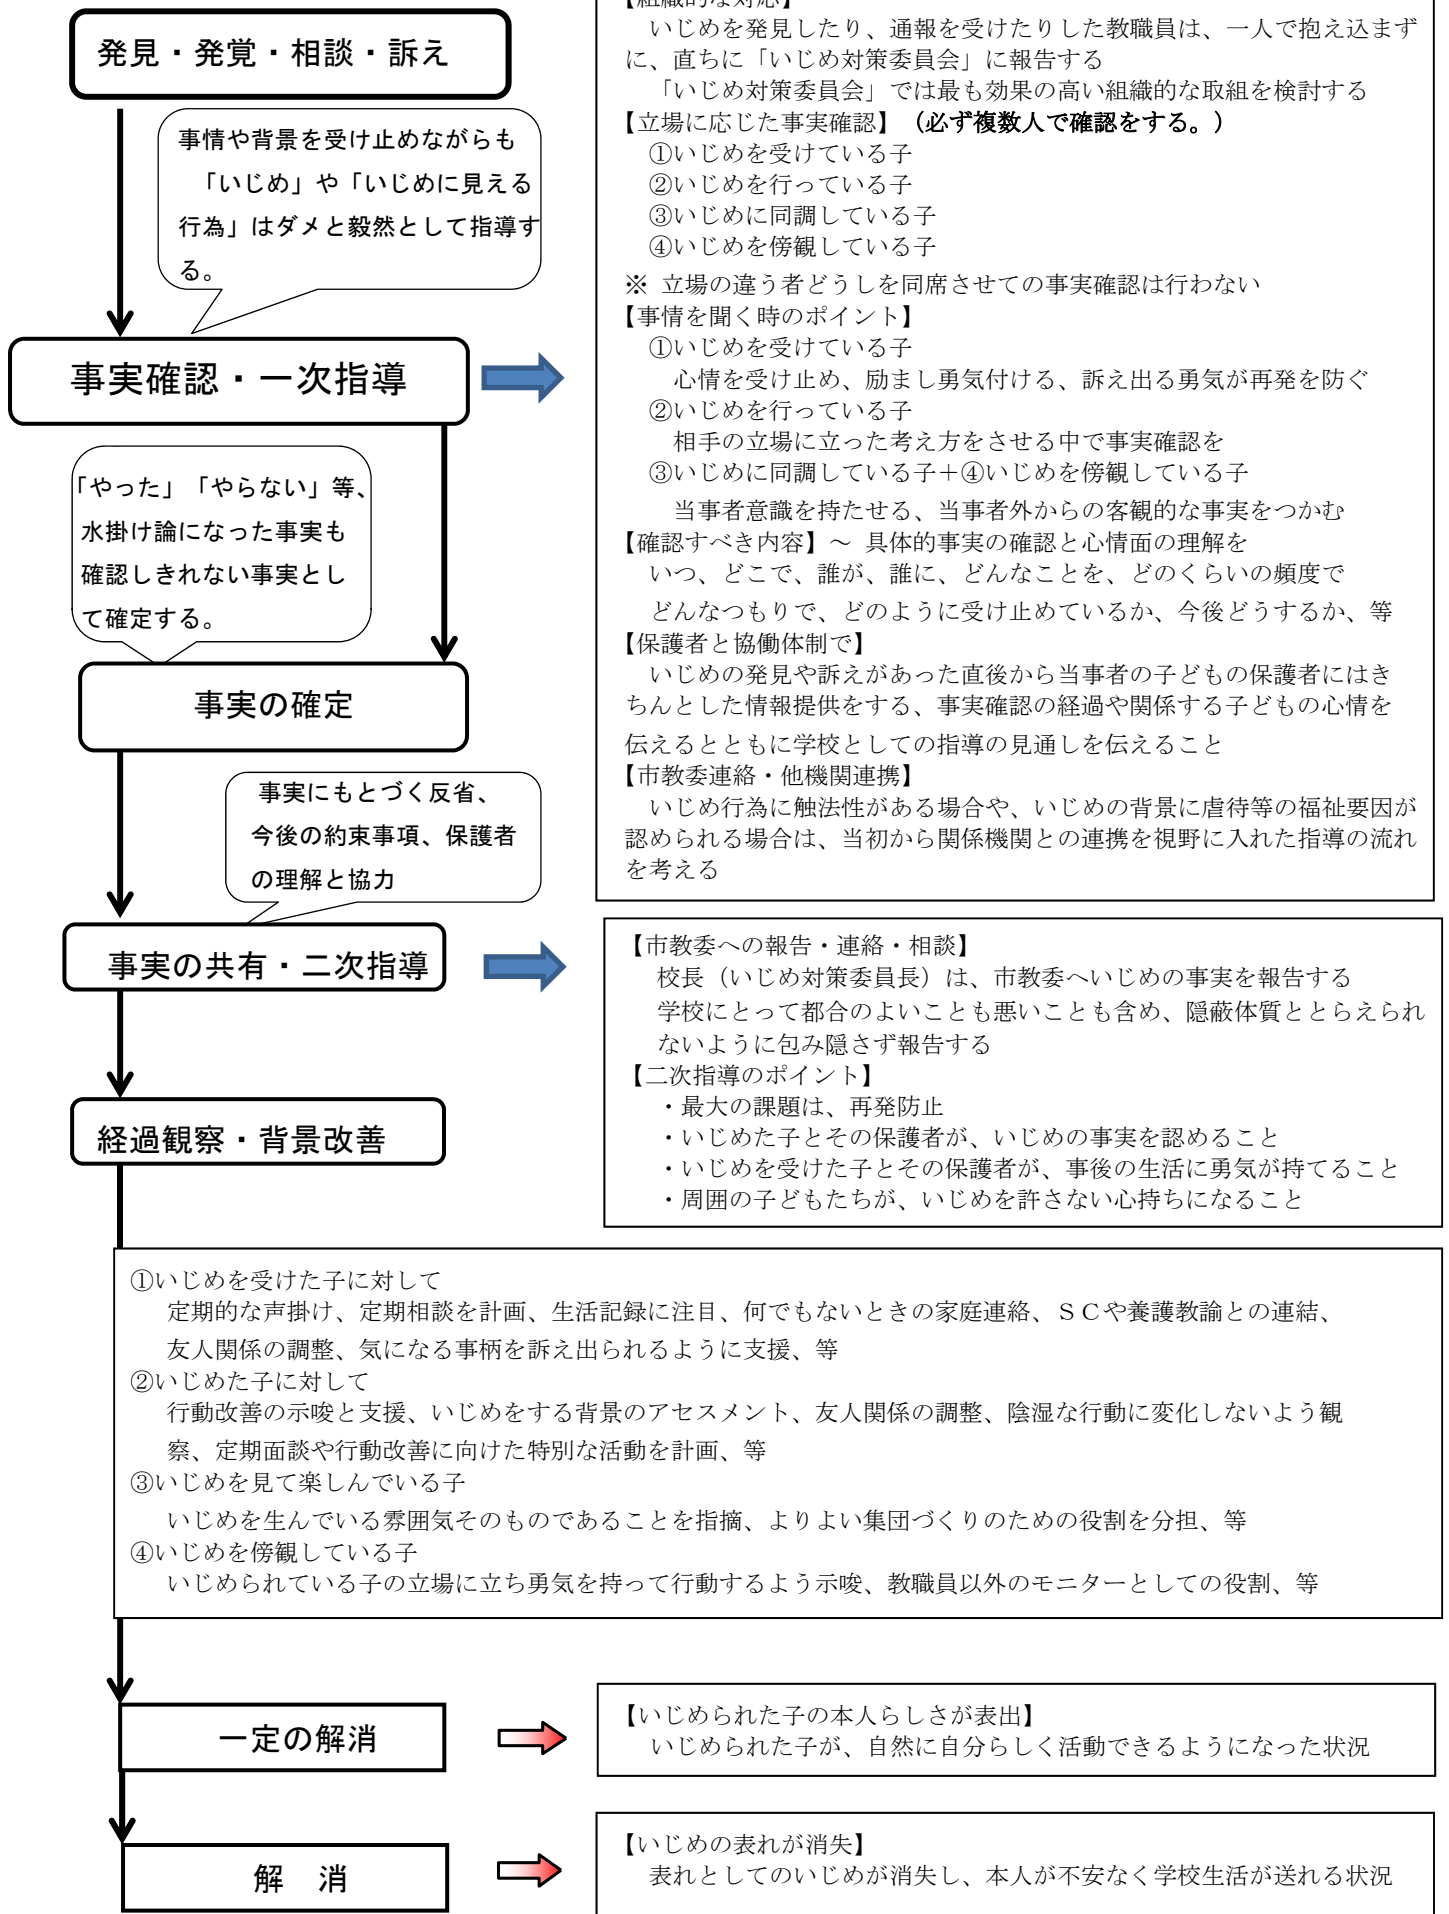 発見・発覚・相談・訴え
事情や背景を受け止めながらも
「いじめ」や「いじめに見える
行為」はダメと毅然として指導す
る。
【組織的な対応】
いじめを発見したり、通報を受けたりした教職員は、一人で抱え込まず
に、直ちに「いじめ対策委員会」に報告する
「いじめ対策委員会」では最も効果の高い組織的な取組を検討する
【立場に応じた事実確認】（必ず複数人で確認をする。）
①いじめを受けている子
②いじめを行っている子
③いじめに同調している子
④いじめを傍観している子
※ 立場の違う者どうしを同席させての事実確認は行わない
【事情を聞く時のポイント】
①いじめを受けている子
心情を受け止め、励まし勇気付ける、訴え出る勇気が再発を防ぐ
②いじめを行っている子
相手の立場に立った考え方をさせる中で事実確認を
③いじめに同調している子＋④いじめを傍観している子
当事者意識を持たせる、当事者外からの客観的な事実をつかむ
【確認すべき内容】～ 具体的事実の確認と心情面の理解を
いつ、どこで、誰が、誰に、どんなことを、どのくらいの頻度で
どんなつもりで、どのように受け止めているか、今後どうするか、等
【保護者と協働体制で】
いじめの発見や訴えがあった直後から当事者の子どもの保護者にはき
ちんとした情報提供をする、事実確認の経過や関係する子どもの心情を
伝えるとともに学校としての指導の見通しを伝えること
【市教委連絡・他機関連携】
いじめ行為に触法性がある場合や、いじめの背景に虐待等の福祉要因が
認められる場合は、当初から関係機関との連携を視野に入れた指導の流れ
を考える
事実確認・一次指導
「やった」「やらない」等、
水掛け論になった事実も
確認しきれない事実とし
て確定する。
事実の確定
事実にもとづく反省、
今後の約束事項、保護者
の理解と協力
事実の共有・二次指導
【市教委への報告・連絡・相談】
校長（いじめ対策委員長）は、市教委へいじめの事実を報告する
学校にとって都合のよいことも悪いことも含め、隠蔽体質ととらえられ
ないように包み隠さず報告する
【二次指導のポイント】
・最大の課題は、再発防止
・いじめた子とその保護者が、いじめの事実を認めること
・いじめを受けた子とその保護者が、事後の生活に勇気が持てること
・周囲の子どもたちが、いじめを許さない心持ちになること
経過観察・背景改善
①いじめを受けた子に対して
定期的な声掛け、定期相談を計画、生活記録に注目、何でもないときの家庭連絡、ＳＣや養護教諭との連結、
友人関係の調整、気になる事柄を訴え出られるように支援、等
②いじめた子に対して
行動改善の示唆と支援、いじめをする背景のアセスメント、友人関係の調整、陰湿な行動に変化しないよう観
察、定期面談や行動改善に向けた特別な活動を計画、等
③いじめを見て楽しんでいる子
いじめを生んでいる雰囲気そのものであることを指摘、よりよい集団づくりのための役割を分担、等
④いじめを傍観している子
いじめられている子の立場に立ち勇気を持って行動するよう示唆、教職員以外のモニターとしての役割、等
一定の解消
【いじめられた子の本人らしさが表出】
いじめられた子が、自然に自分らしく活動できるようになった状況
解　消
【いじめの表れが消失】
表れとしてのいじめが消失し、本人が不安なく学校生活が送れる状況